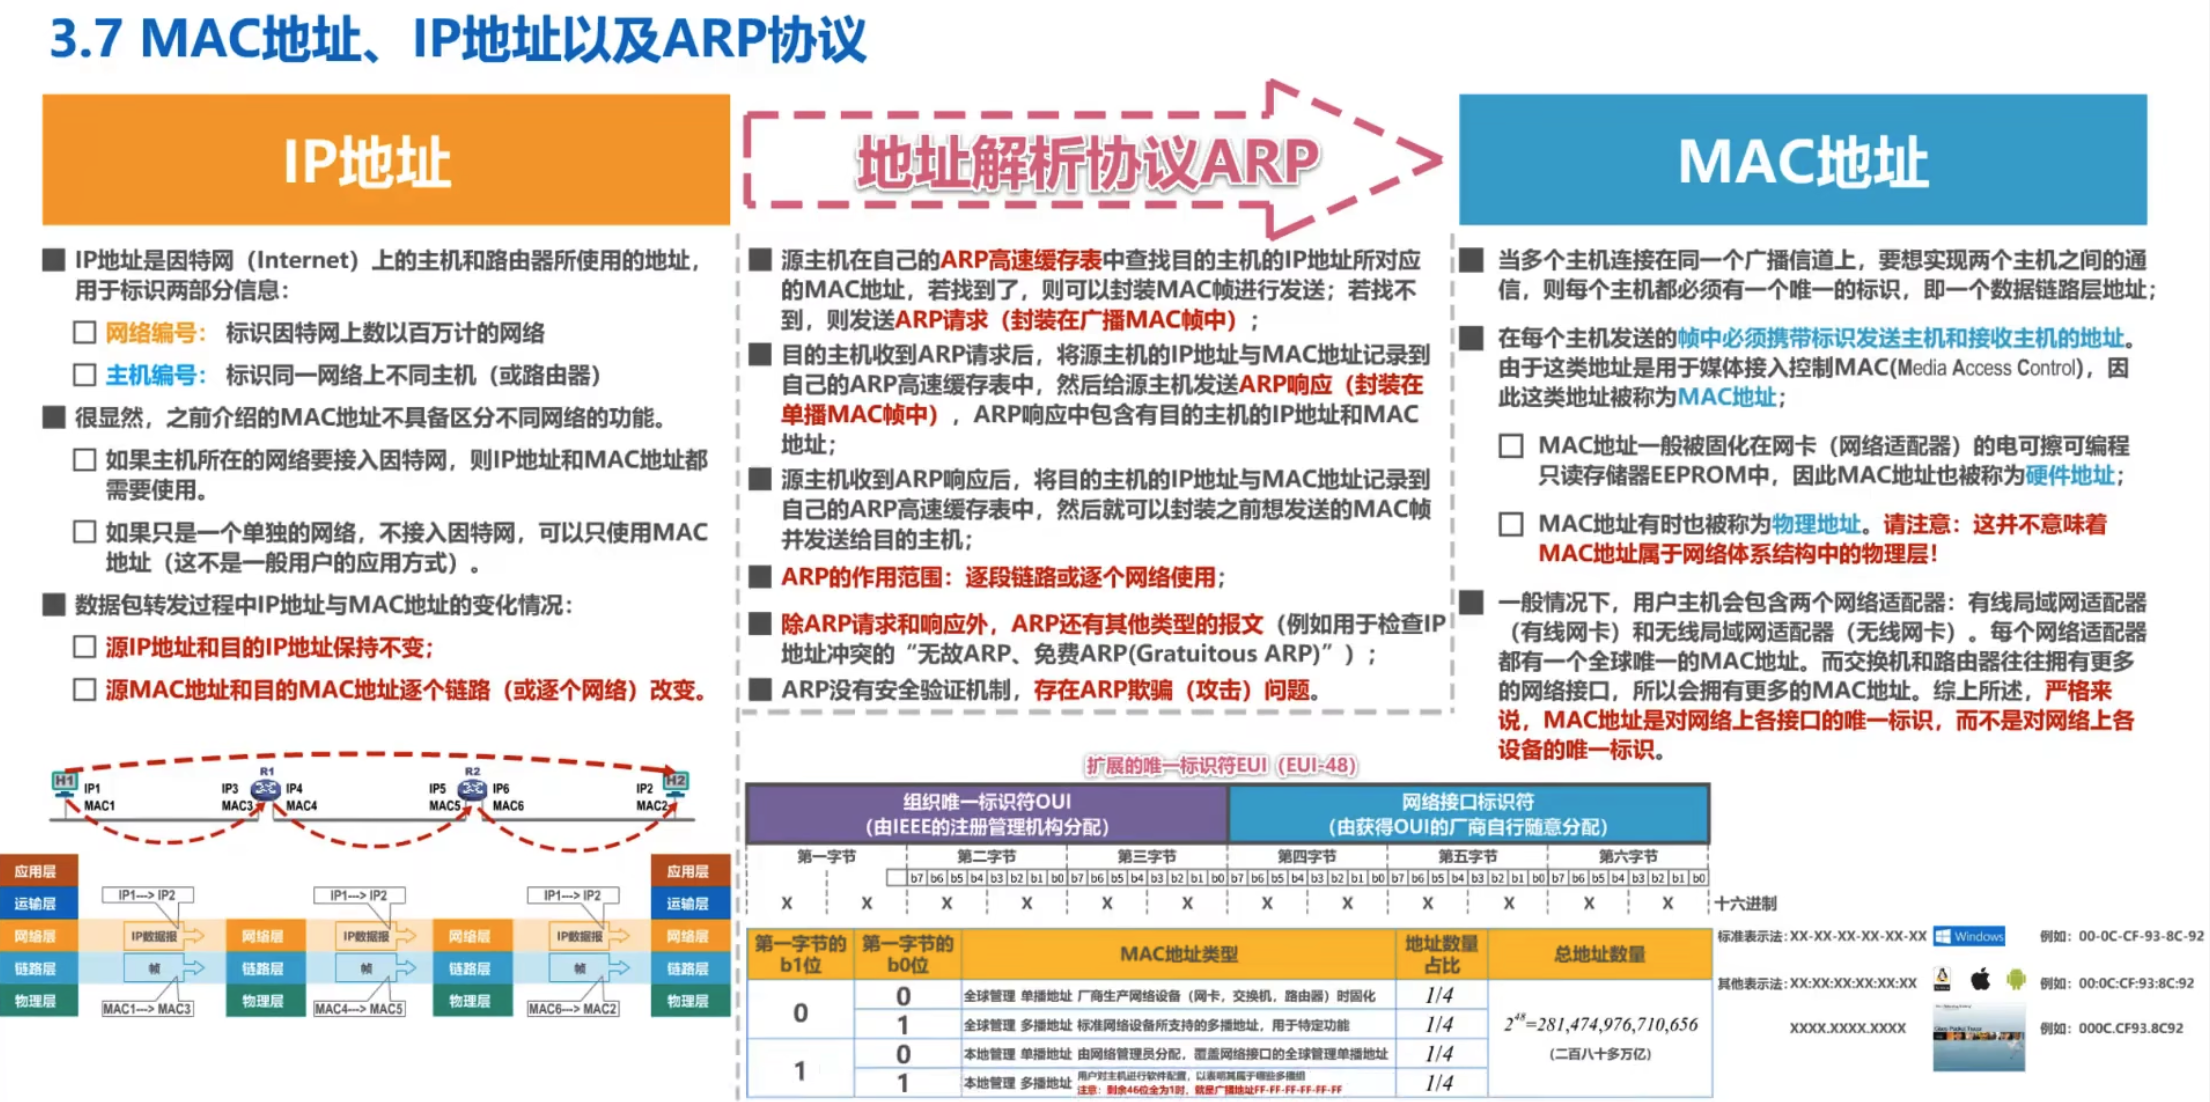 3.7 MAC地址、IP地址以及ARP协议
IP地址
地址解析协议ARP
MAC地址
IP地址是因特网（Internet）上的主机和路由器所使用的地址，
用于标识两部分信息：
网络编号： 标识因特网上数以百万计的网络
主机编号： 标识同一网络上不同主机（或路由器）
很显然，之前介绍的MAC地址不具备区分不同网络的功能。
如果主机所在的网络要接入因特网，则IP地址和MAC地址都
需要使用。
如果只是一个单独的网络，不接入因特网，可以只使用MAC
地址（这不是一般用户的应用方式）。
数据包转发过程中IP地址与MAC地址的变化情况：
源IP地址和目的IP地址保持不变；
源MAC地址和目的MAC地址逐个链路（或逐个网络）改变。
源主机在自己的ARP高速缓存表中查找目的主机的IP地址所对应
的MAC地址，若找到了，则可以封装MAC帧进行发送；若找不
到，则发送ARP请求（封装在广播MAC帧中）；
目的主机收到ARP请求后，将源主机的IP地址与MAC地址记录到
自己的ARP高速缓存表中，然后给源主机发送ARP响应（封装在
单播MAC帧中），ARP响应中包含有目的主机的IP地址和MAC
地址；
源主机收到ARP响应后，将目的主机的IP地址与MAC地址记录到
自己的ARP高速缓存表中，然后就可以封装之前想发送的MAC帧
并发送给目的主机；
ARP的作用范围：逐段链路或逐个网络使用；
除ARP请求和响应外，ARP还有其他类型的报文（例如用于检查IP
地址冲突的“无故ARP、免费ARP(Gratuitous ARP)”）；
ARP没有安全验证机制，存在ARP欺骗（攻击）问题。
当多个主机连接在同一个广播信道上，要想实现两个主机之间的通
信，则每个主机都必须有一个唯一的标识，即一个数据链路层地址；
在每个主机发送的帧中必须携带标识发送主机和接收主机的地址。
由于这类地址是用于媒体接入控制MAC(Media Access Control)，因
此这类地址被称为MAC地址；
MAC地址一般被固化在网卡（网络适配器）的电可擦可编程
只读存储器EEPROM中，因此MAC地址也被称为硬件地址；
MAC地址有时也被称为物理地址。请注意：这并不意味着
MAC地址属于网络体系结构中的物理层！
一般情况下，用户主机会包含两个网络适配器：有线局域网适配器
（有线网卡）和无线局域网适配器（无线网卡）。每个网络适配器
都有一个全球唯一的MAC地址。而交换机和路由器往往拥有更多
的网络接口，所以会拥有更多的MAC地址。综上所述，严格来
说，MAC地址是对网络上各接口的唯一标识，而不是对网络上各
设备的唯一标识。
H1 IP1 MAC1
R1 IP3 MAC3 IP4 MAC4
R2 IP5 MAC5 IP6 MAC6
H2 IP2 MAC2
应用层 应用层
运输层 IP1---> IP2 IP1---> IP2 IP1---> IP2 运输层
网络层 IP数据报 网络层 IP数据报 网络层 IP数据报 网络层
链路层 帧 链路层 帧 链路层 帧 链路层
物理层 MAC1---> MAC3 物理层 MAC4---> MAC5 物理层 MAC6---> MAC2 物理层
扩展的唯一标识符EUI（EUI-48）
组织唯一标识符OUI
（由IEEE的注册管理机构分配）
网络接口标识符
（由获得OUI的厂商自行随意分配）
第一字节 第二字节 第三字节 第四字节 第五字节 第六字节
b7 b6 b5 b4 b3 b2 b1 b0 b7 b6 b5 b4 b3 b2 b1 b0 b7 b6 b5 b4 b3 b2 b1 b0 b7 b6 b5 b4 b3 b2 b1 b0 b7 b6 b5 b4 b3 b2 b1 b0
X X X X X X X X X X X X 十六进制
第一字节的b1位 第一字节的b0位 MAC地址类型 地址数量占比 总地址数量
0 0 全球管理 单播地址 厂商生产网络设备（网卡，交换机，路由器）时固化 1/4
1 全球管理 多播地址 标准网络设备所支持的多播地址，用于特定功能 1/4
1 0 本地管理 单播地址 由网络管理员分配，覆盖网络接口的全球管理单播地址 1/4
1 本地管理 多播地址 用户对主机进行软件配置，以表明其属于哪些多播组 1/4
注意：剩余46位全为1时，就是广播地址FF-FF-FF-FF-FF-FF
2⁴⁸=281,474,976,710,656
（二百八十多万亿）
标准表示法：XX-XX-XX-XX-XX-XX Windows 例如：00-0C-CF-93-8C-92
其他表示法：XX:XX:XX:XX:XX:XX 例如：00:0C:CF:93:8C:92
XXXX.XXXX.XXXX 例如：000C.CF93.8C92